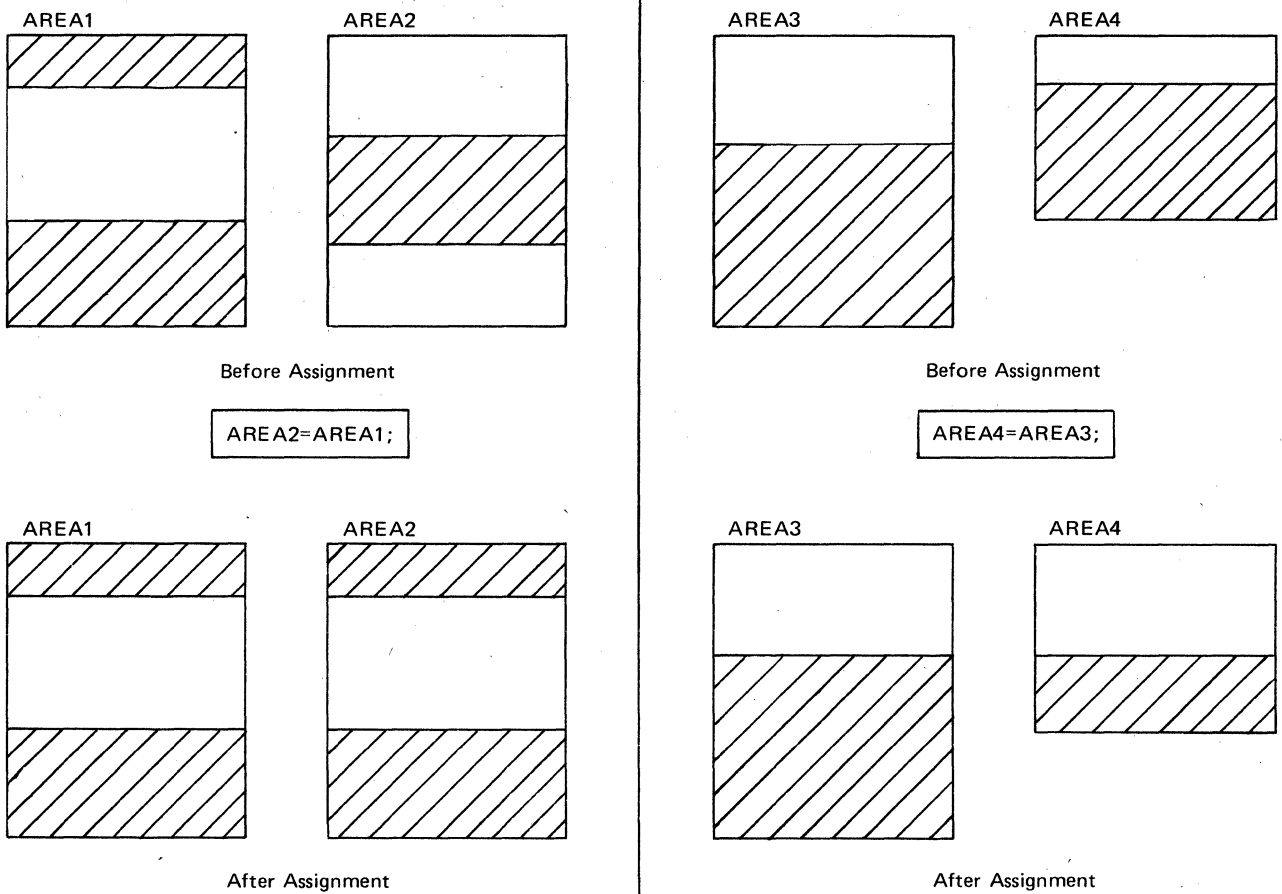 AREA1
AREA2
Before Assignment
AREA2=AREA1;
AREA1
AREA2
After Assignment
AREA3
AREA4
Before Assignment
AREA4=AREA3;
AREA3
AREA4
After Assignment